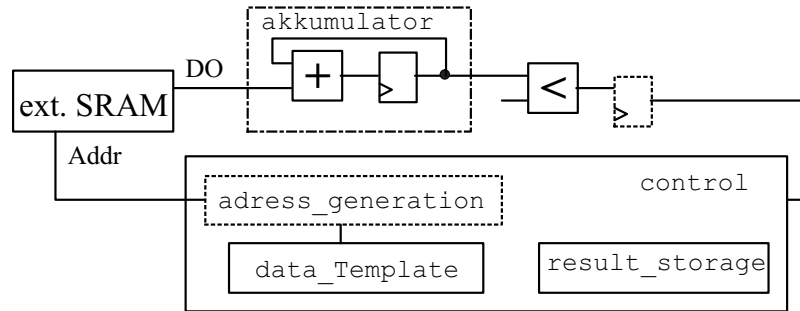 akkumulator
DO
+
<
ext. SRAM
Addr
control
adress_generation
data_Template
result_storage